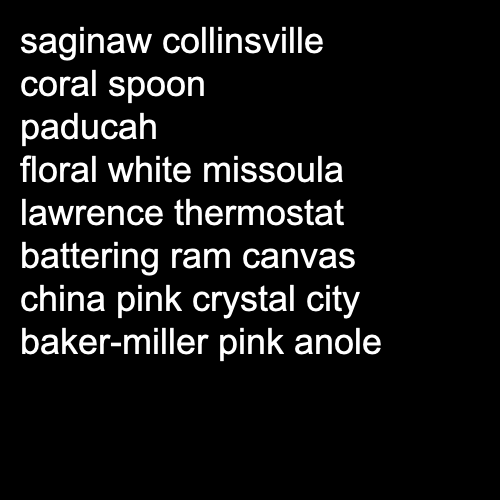 saginaw collinsville
coral spoon
paducah
floral white missoula
lawrence thermostat
battering ram canvas
china pink crystal city
baker-miller pink anole